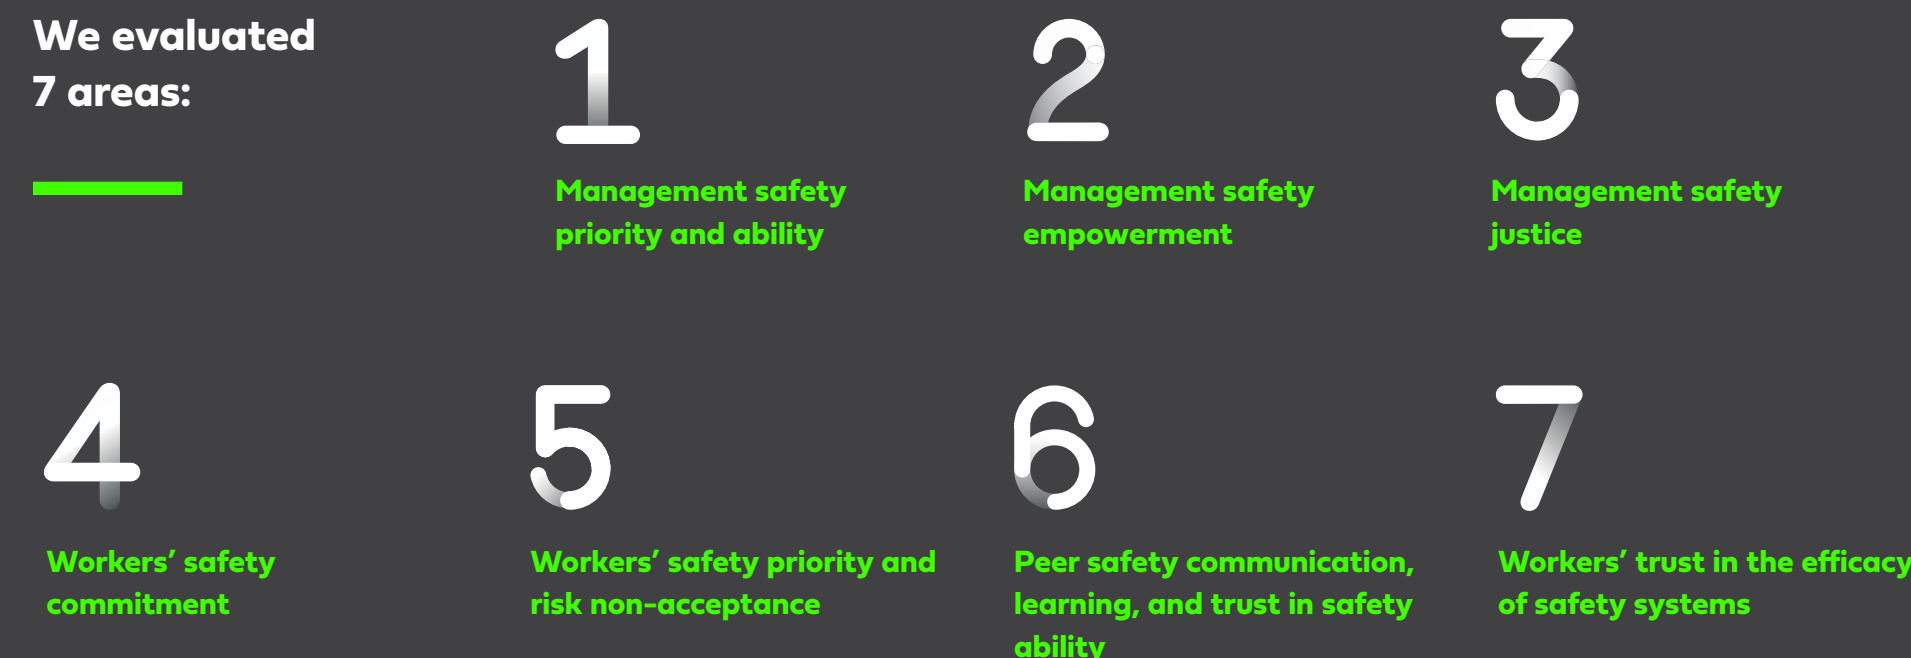 We evaluated
7 areas:
1
Management safety
priority and ability
2
Management safety
empowerment
3
Management safety
justice
4
Workers’ safety
commitment
5
Workers’ safety priority and
risk non-acceptance
6
Peer safety communication,
learning, and trust in safety
ability
7
Workers’ trust in the efficacy
of safety systems